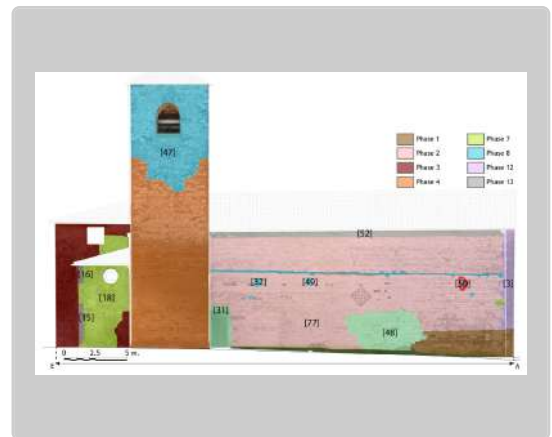 [47]
Phase 1
Phase 2
Phase 3
Phase 4
Phase 7
Phase 8
Phase 12
Phase 13
[52]
[16]
[18]
[15]
[32]
[49]
[50]
[31]
[77]
[48]
0 2.5 5 m.
E
A